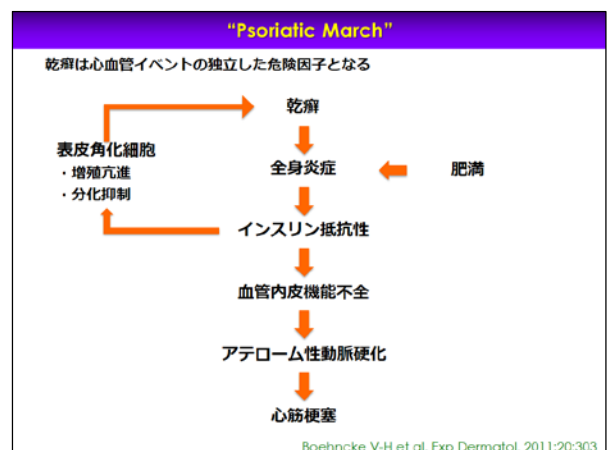 “Psoriatic March”
乾癬は心血管イベントの独立した危険因子となる
乾癬
表皮角化細胞
・増殖亢進
・分化抑制
全身炎症
肥満
インスリン抵抗性
血管内皮機能不全
アテローム性動脈硬化
心筋梗塞
Boehncke V-H et al. Exp Dermatol. 2011;20:303